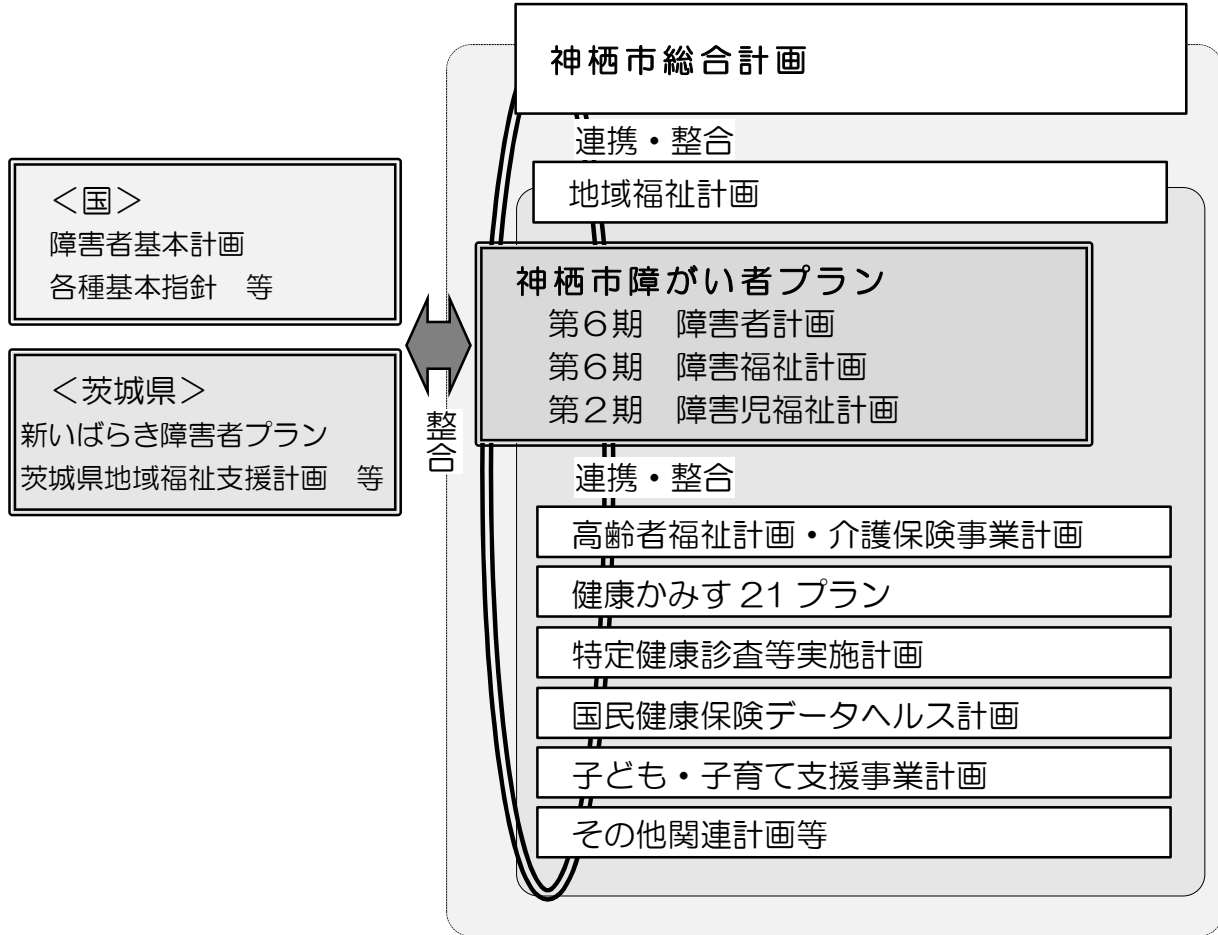 神栖市総合計画
連携・整合
地域福祉計画
＜国＞
障害者基本計画
各種基本指針　等
＜茨城県＞
新いばらき障害者プラン
茨城県地域福祉支援計画　等
整合
神栖市障がい者プラン
第６期　障害者計画
第６期　障害福祉計画
第２期　障害児福祉計画
連携・整合
高齢者福祉計画・介護保険事業計画
健康かみす 21 プラン
特定健康診査等実施計画
国民健康保険データヘルス計画
子ども・子育て支援事業計画
その他関連計画等